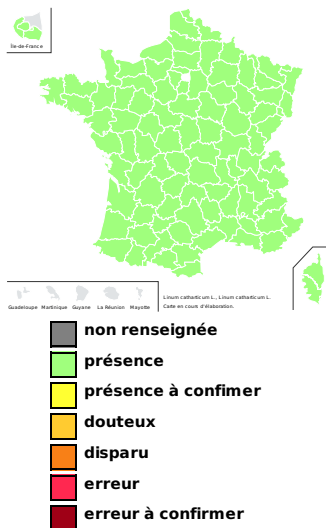 Île-de-France
Guadeloupe Martinique Guyane La Réunion Mayotte
Linum catharticum L., Linum catharticum L.
Carte en cours d'élaboration.
non renseignée
présence
présence à confimer
douteux
disparu
erreur
erreur à confirmer